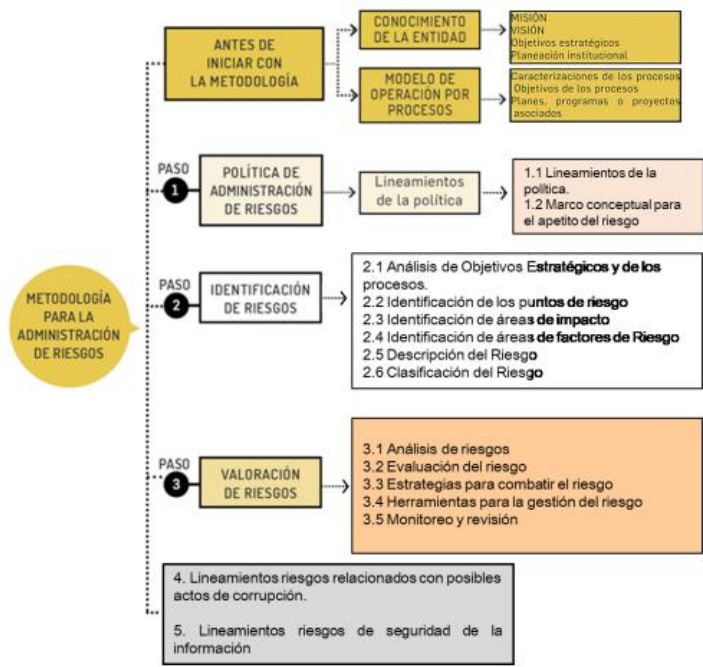 ANTES DE
INICIAR CON
LA METODOLOGÍA
CONOCIMIENTO
DE LA ENTIDAD
MISIÓN
VISIÓN
Objetivos estratégicos
Planeación institucional
MODELO DE
OPERACIÓN POR
PROCESOS
Caracterizaciones de los procesos
Objetivos de los procesos
Planes, programas o proyectos
asociados
PASO
1
POLÍTICA DE
ADMINISTRACIÓN
DE RIESGOS
Lineamientos
de la política
1.1 Lineamientos de la
política.
1.2 Marco conceptual para
el apetito del riesgo
METODOLOGÍA
PARA LA
ADMINISTRACIÓN
DE RIESGOS
PASO
2
IDENTIFICACIÓN
DE RIESGOS
2.1 Análisis de Objetivos Estratégicos y de los
procesos.
2.2 Identificación de los puntos de riesgo
2.3 Identificación de áreas de impacto
2.4 Identificación de áreas de factores de Riesgo
2.5 Descripción del Riesgo
2.6 Clasificación del Riesgo
PASO
3
VALORACIÓN
DE RIESGOS
3.1 Análisis de riesgos
3.2 Evaluación del riesgo
3.3 Estrategias para combatir el riesgo
3.4 Herramientas para la gestión del riesgo
3.5 Monitoreo y revisión
4. Lineamientos riesgos relacionados con posibles
actos de corrupción.
5. Lineamientos riesgos de seguridad de la
información